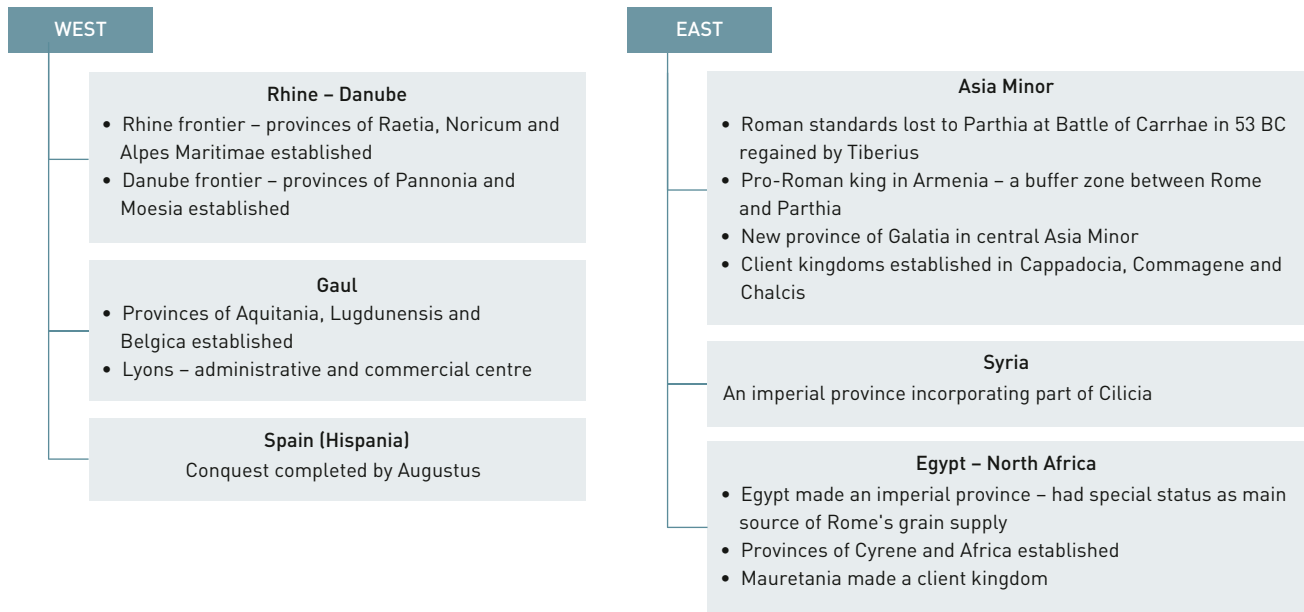 WEST
Rhine – Danube
• Rhine frontier – provinces of Raetia, Noricum and
Alpes Maritimae established
• Danube frontier – provinces of Pannonia and
Moesia established
Gaul
• Provinces of Aquitania, Lugdunensis and
Belgica established
• Lyons – administrative and commercial centre
Spain (Hispania)
Conquest completed by Augustus
EAST
Asia Minor
• Roman standards lost to Parthia at Battle of Carrhae in 53 BC
regained by Tiberius
• Pro-Roman king in Armenia – a buffer zone between Rome
and Parthia
• New province of Galatia in central Asia Minor
• Client kingdoms established in Cappadocia, Commagene and
Chalcis
Syria
An imperial province incorporating part of Cilicia
Egypt – North Africa
• Egypt made an imperial province – had special status as main
source of Rome's grain supply
• Provinces of Cyrene and Africa established
• Mauretania made a client kingdom